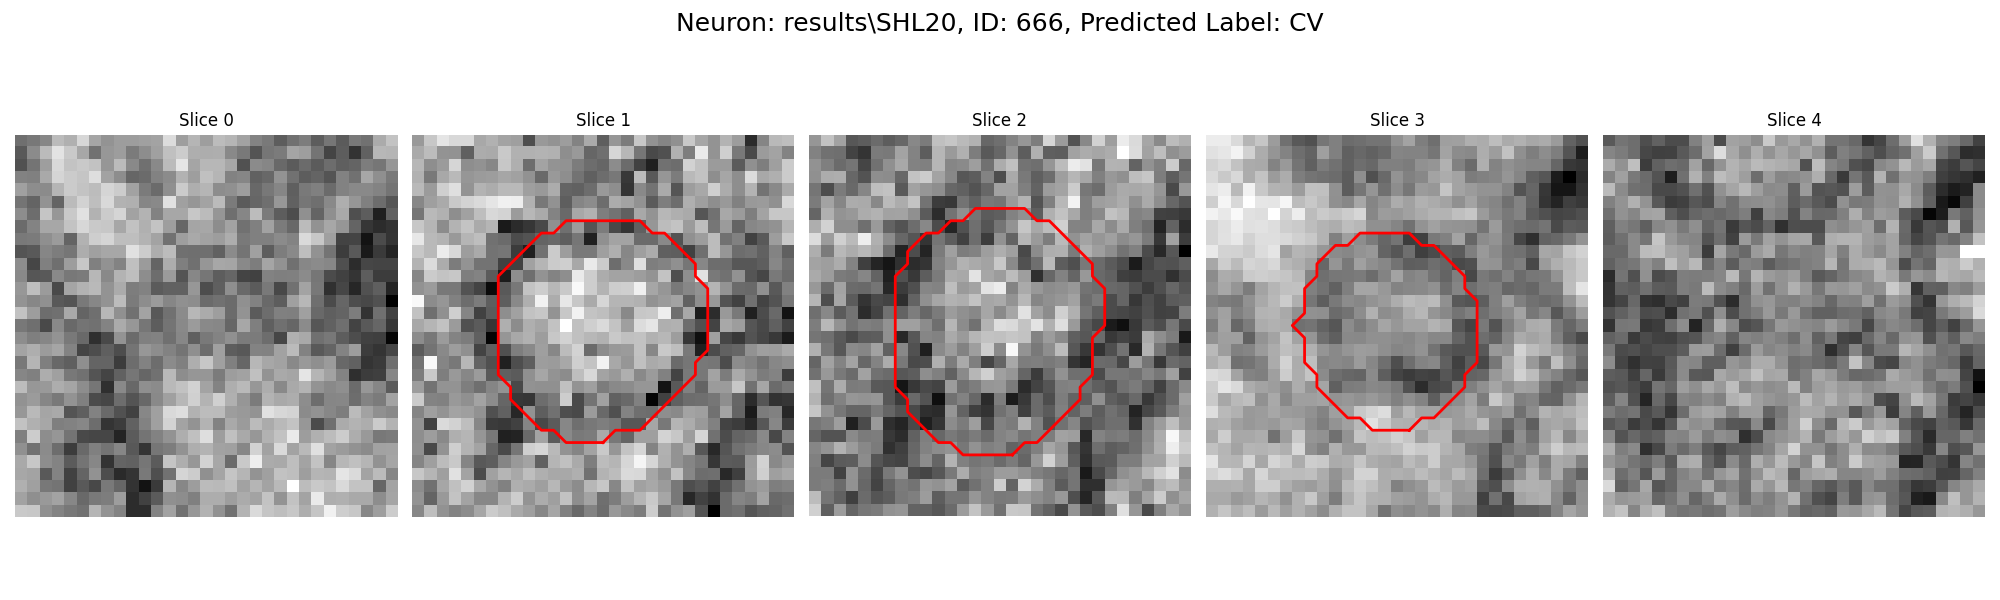 Neuron: results\SHL20, ID: 666, Predicted Label: CV
Slice 0
Slice 1
Slice 2
Slice 3
Slice 4